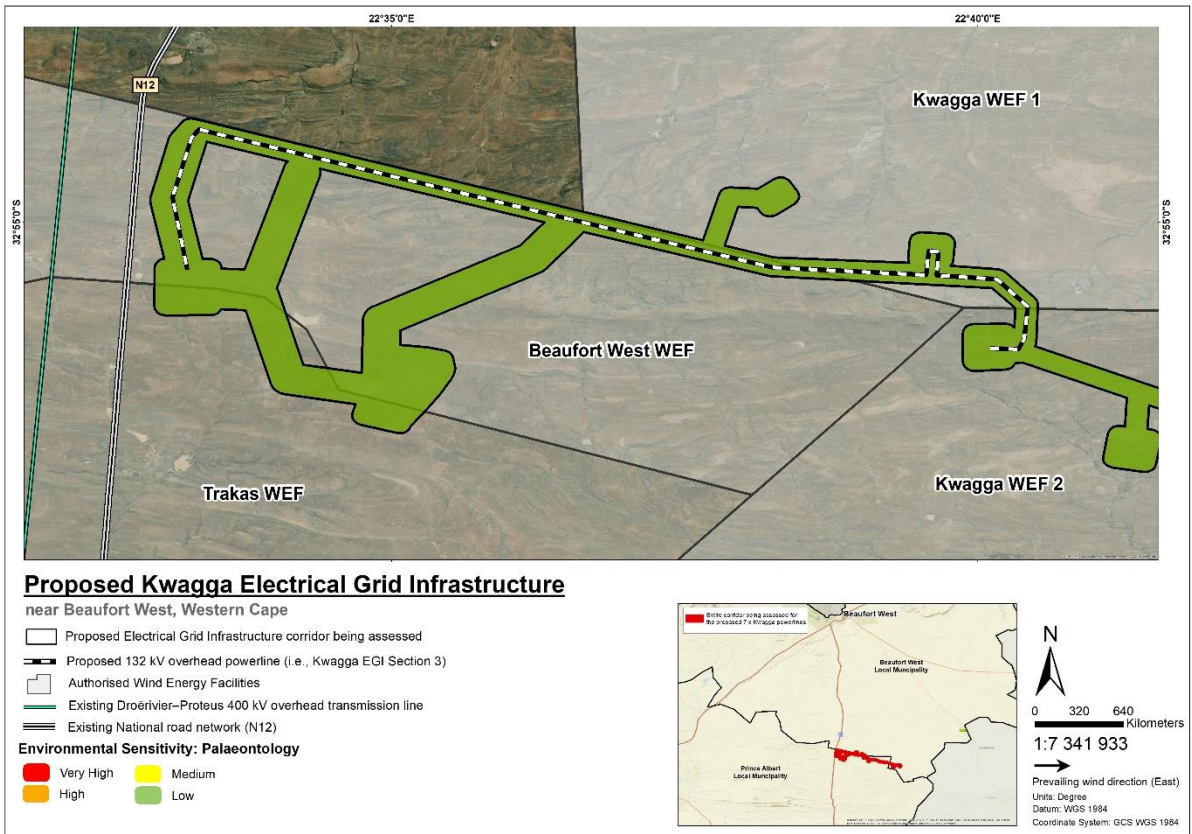 22°35'0"E
22°40'0"E
N12
Kwagga WEF 1
32°55'0"S
32°55'0"S
Beaufort West WEF
Trakas WEF
Kwagga WEF 2
Proposed Kwagga Electrical Grid Infrastructure
near Beaufort West, Western Cape
Proposed Electrical Grid Infrastructure corridor being assessed
Proposed 132 kV overhead powerline (i.e., Kwagga EGI Section 3)
Authorised Wind Energy Facilities
Existing Droërivier–Proteus 400 kV overhead transmission line
Existing National road network (N12)
Environmental Sensitivity: Palaeontology
Very High
Medium
High
Low
Entire corridor being assessed for
the proposed 7 x Kwagga powerlines
Beaufort West
Beaufort West
Local Municipality
Prince Albert
Local Muncipality
N
0 320 640
Kilometers
1:7 341 933
Prevailing wind direction (East)
Units: Degree
Datum: WGS 1984
Coordinate System: GCS WGS 1984